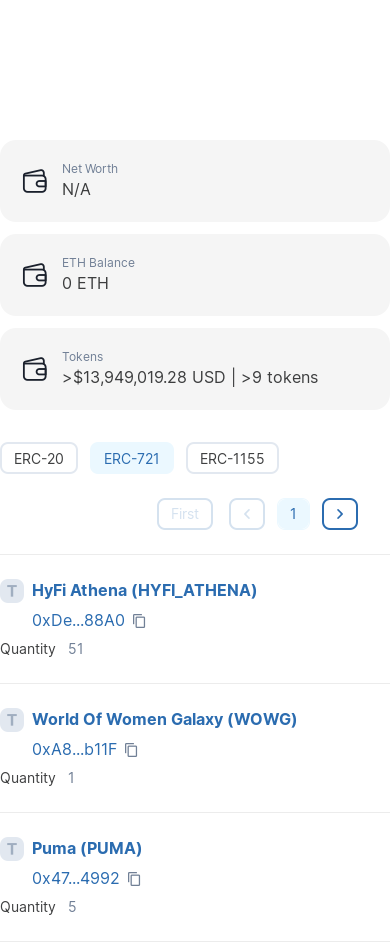 Net Worth
N/A
ETH Balance
0 ETH
Tokens
>$13,949,019.28 USD | >9 tokens
ERC-20 ERC-721 ERC-1155
First 1
T HyFi Athena (HYFI_ATHENA)
0xDe...88A0
Quantity 51
T World Of Women Galaxy (WOWG)
0xA8...b11F
Quantity 1
T Puma (PUMA)
0x47...4992
Quantity 5